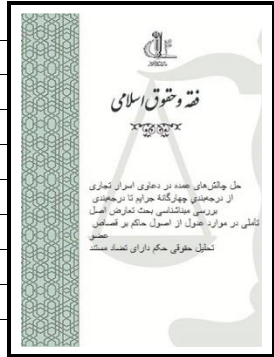 فقه و حقوق اسلامی
حل چالش‌های عمده در دعاوی اسرار تجاری
از درجه‌بندی چهارگانهٔ جرایم تا درجه‌بندی
بررسی مبناشناسی بحث تعارض اصل
تأملی در موارد عدول از اصول حاکم بر قصاص
عضو
تحلیل حقوقی حکم دارای تضاد مستند